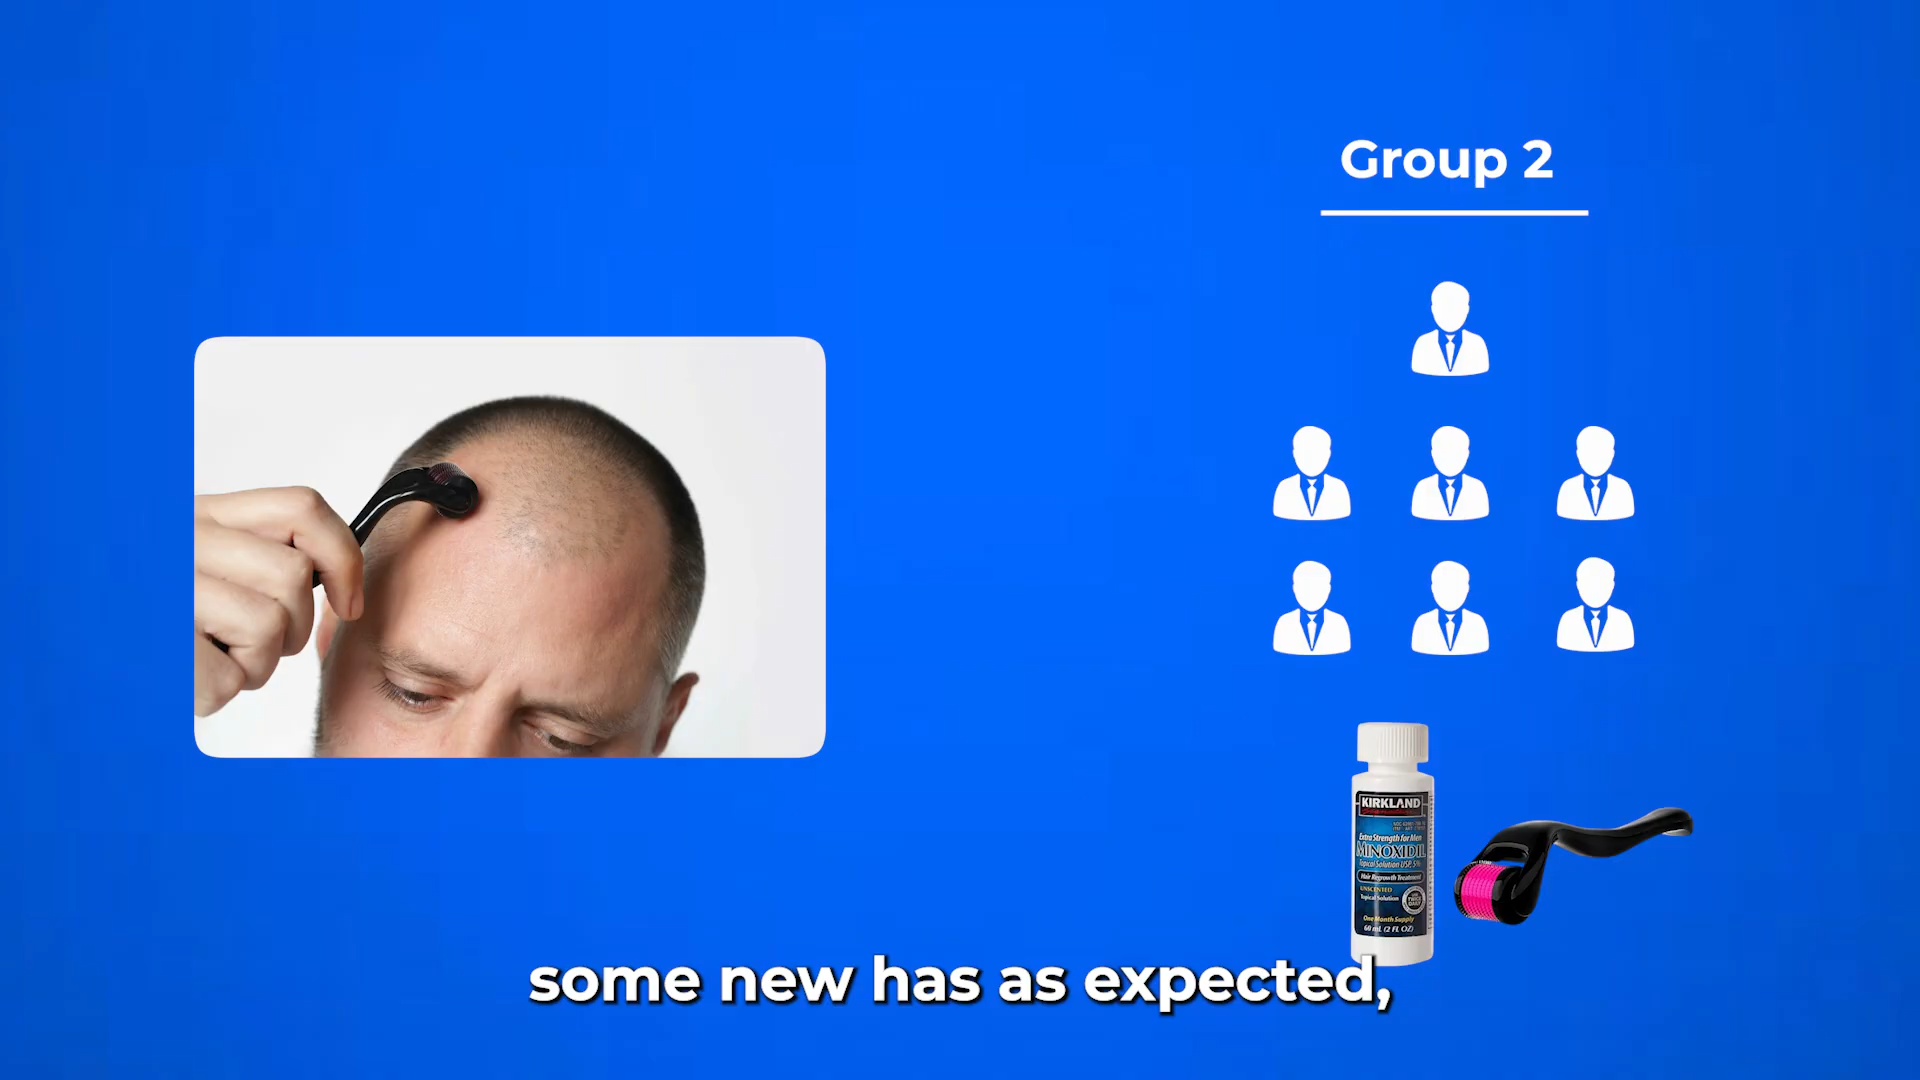 Group 2
KIRKLAND
Extra Strength for Men
MINOXIDIL
Topical Solution USP, 5%
Hair Regrowth Treatment
UNSCENTED
Topical Solution
One Month Supply
60 mL (2 FL OZ)
some new has as expected,